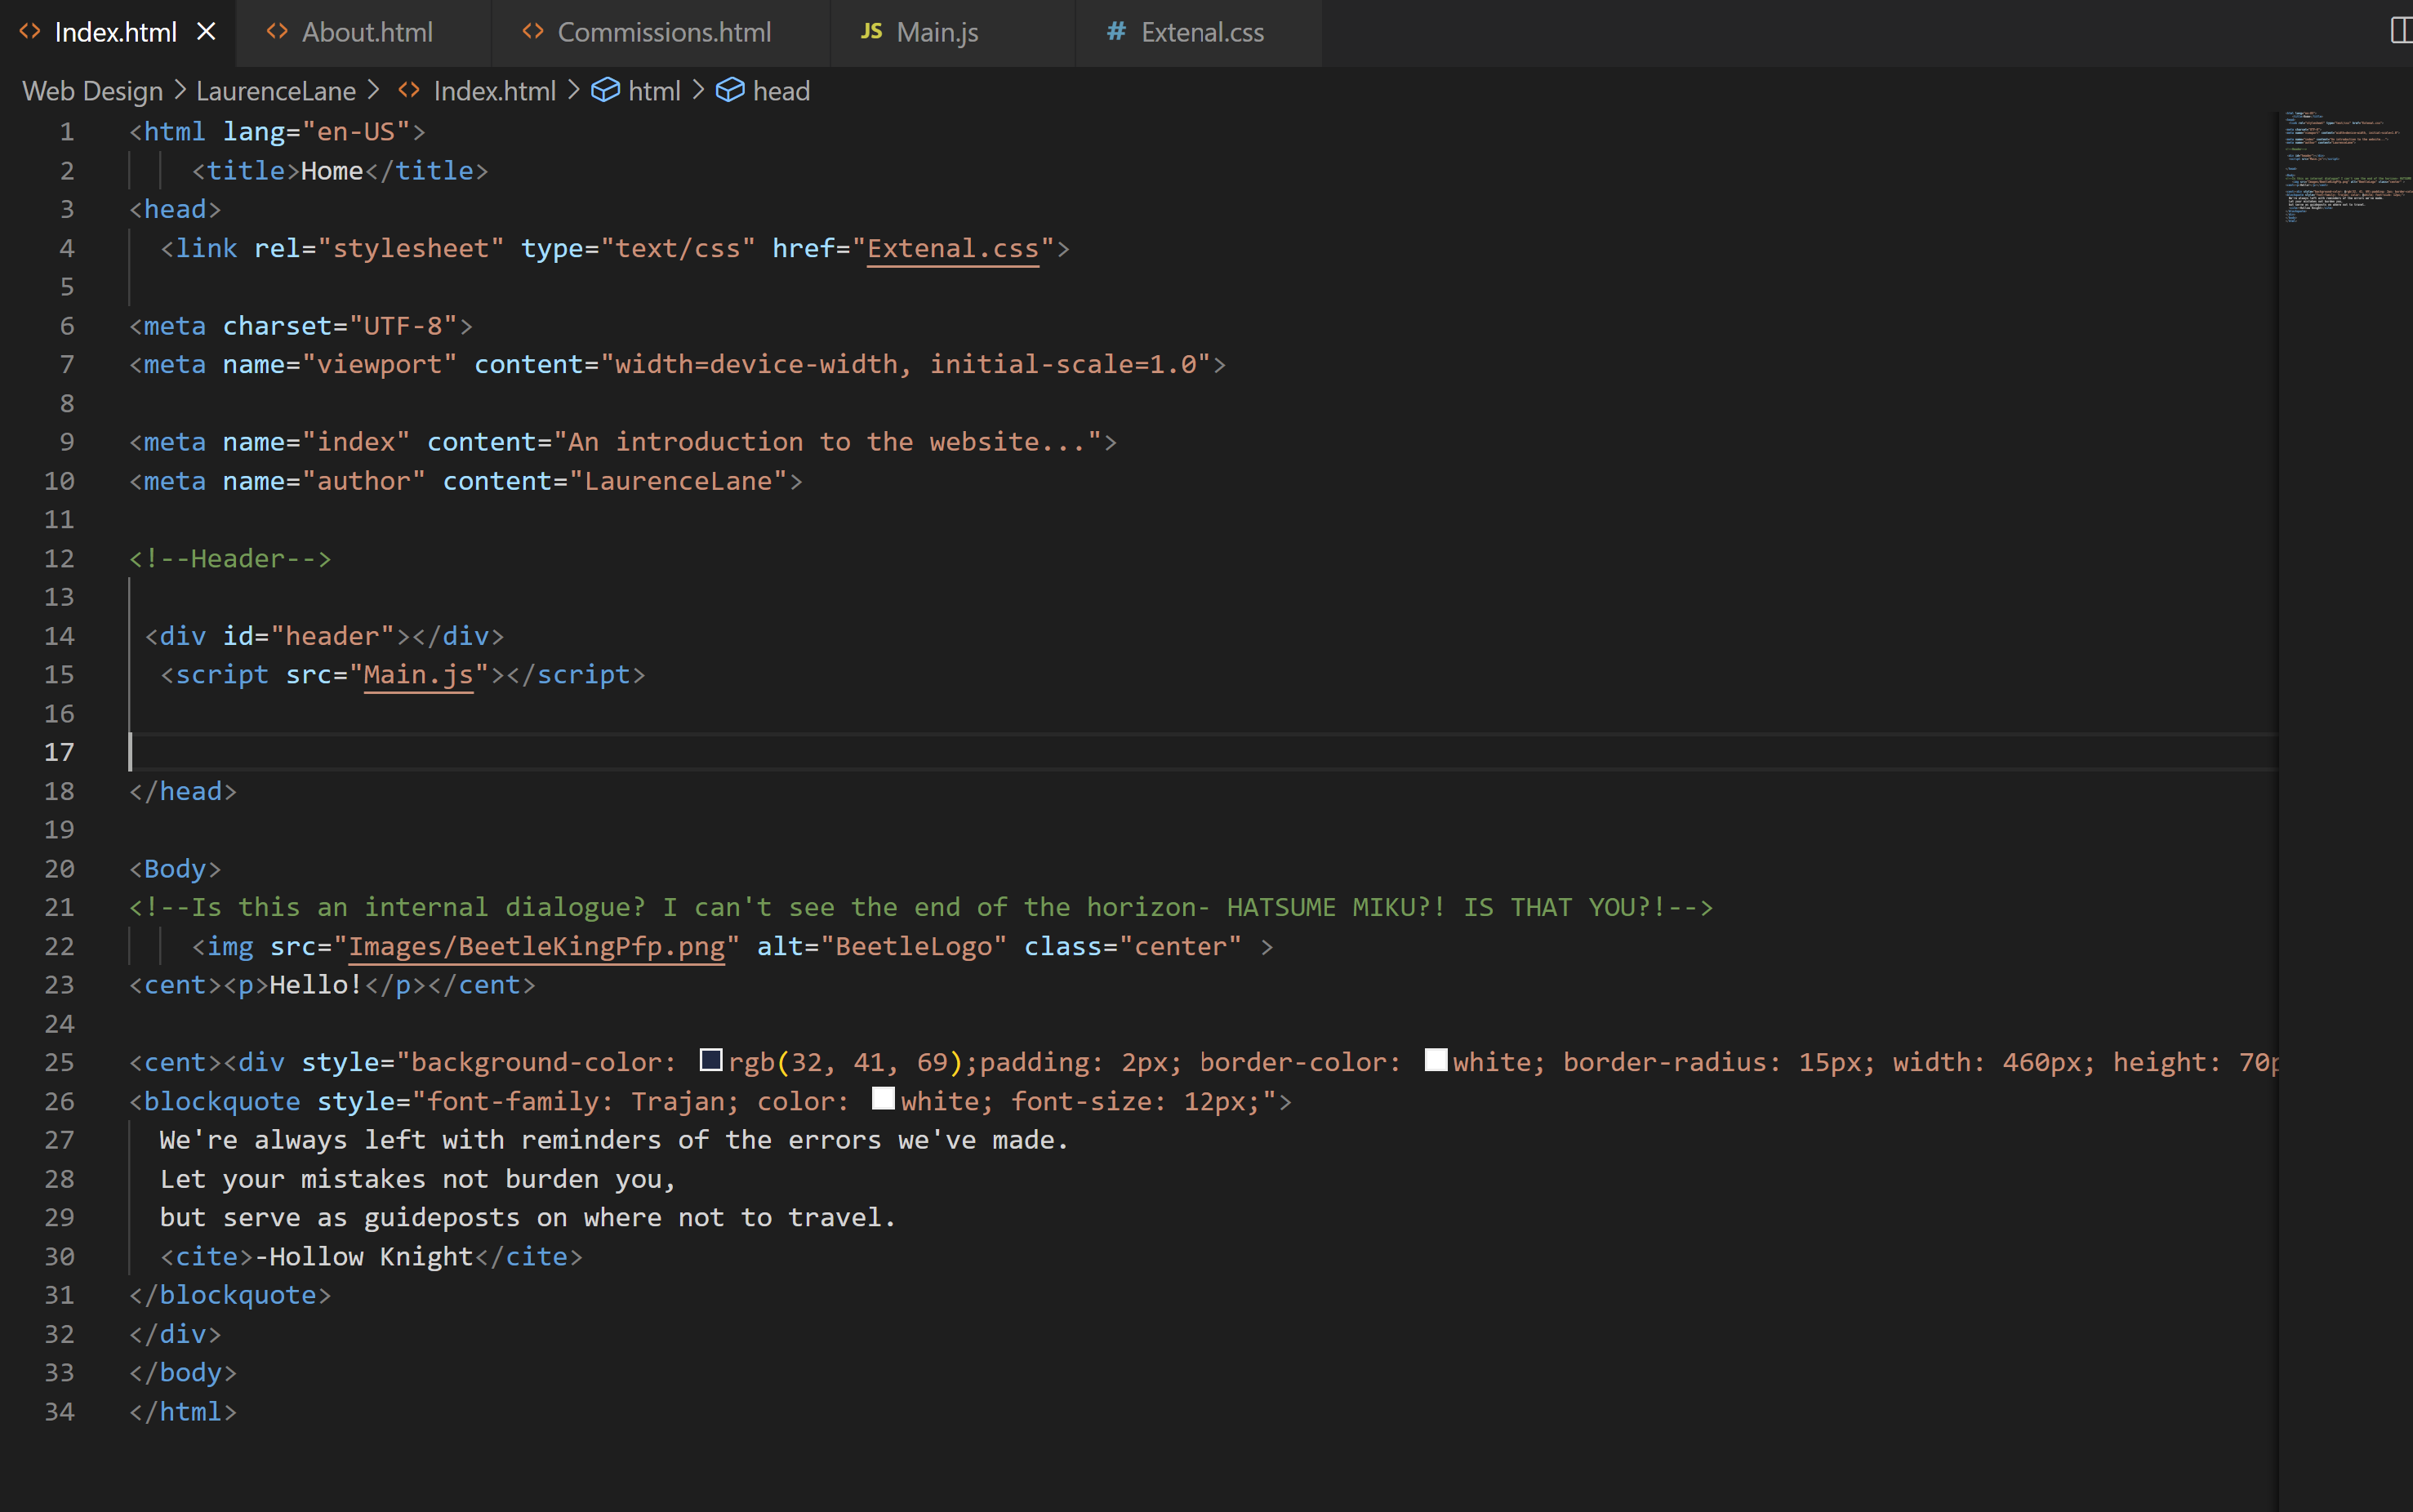 Index.html × About.html Commissions.html JS Main.js # Extenal.css
Web Design > LaurenceLane > Index.html > html > head
1 <html lang="en-US">
2 <title>Home</title>
3 <head>
4 <link rel="stylesheet" type="text/css" href="Extenal.css">
5
6 <meta charset="UTF-8">
7 <meta name="viewport" content="width=device-width, initial-scale=1.0">
8
9 <meta name="index" content="An introduction to the website...">
10 <meta name="author" content="LaurenceLane">
11
12 <!--Header-->
13
14 <div id="header"></div>
15 <script src="Main.js"></script>
16
17
18 </head>
19
20 <Body>
21 <!--Is this an internal dialogue? I can't see the end of the horizon- HATSUME MIKU?! IS THAT YOU?!-->
22 <img src="Images/BeetleKingPfp.png" alt="BeetleLogo" class="center" >
23 <cent><p>Hello!</p></cent>
24
25 <cent><div style="background-color: rgb(32, 41, 69);padding: 2px; border-color: white; border-radius: 15px; width: 460px; height: 70p
26 <blockquote style="font-family: Trajan; color: white; font-size: 12px;">
27 We're always left with reminders of the errors we've made.
28 Let your mistakes not burden you,
29 but serve as guideposts on where not to travel.
30 <cite>-Hollow Knight</cite>
31 </blockquote>
32 </div>
33 </body>
34 </html>